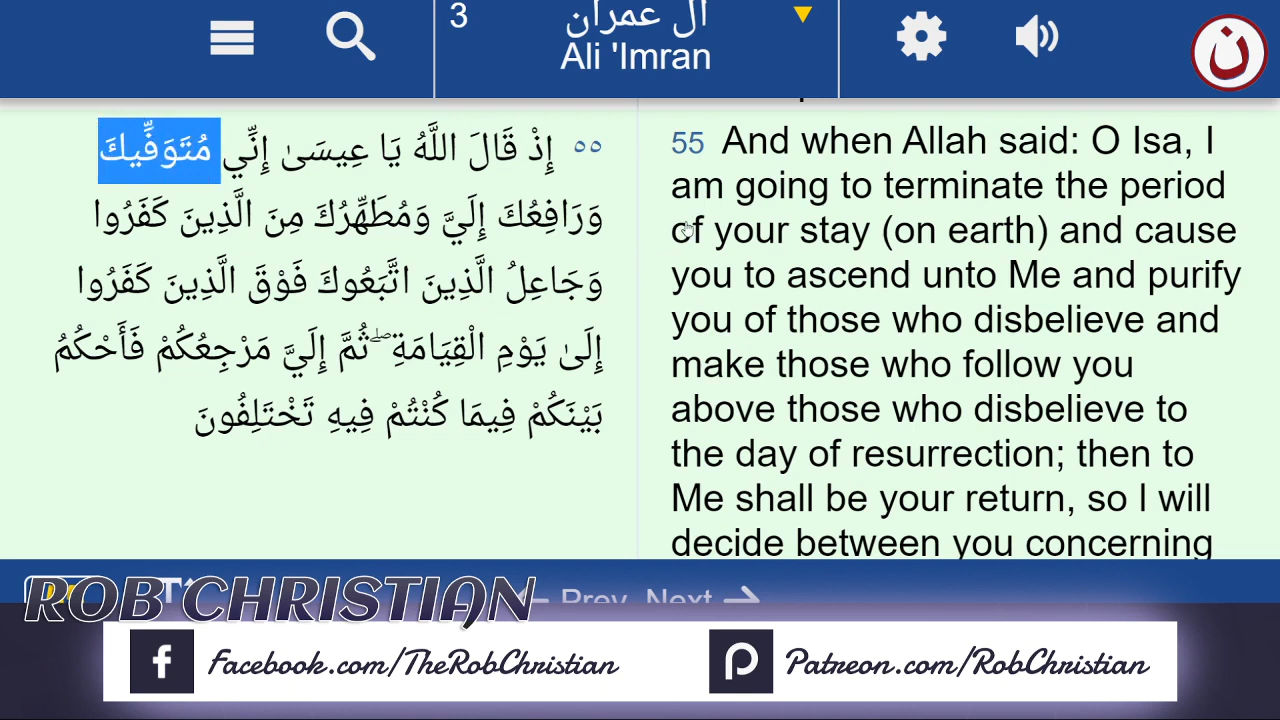 3
آل عمران
Ali 'Imran
ن
٥٥ إِذْ قَالَ اللَّهُ يَا عِيسَىٰ إِنِّي مُتَوَفِّيكَ
وَرَافِعُكَ إِلَيَّ وَمُطَهِّرُكَ مِنَ الَّذِينَ كَفَرُوا
وَجَاعِلُ الَّذِينَ اتَّبَعُوكَ فَوْقَ الَّذِينَ كَفَرُوا
إِلَىٰ يَوْمِ الْقِيَامَةِ ۖ ثُمَّ إِلَيَّ مَرْجِعُكُمْ فَأَحْكُمُ
بَيْنَكُمْ فِيمَا كُنْتُمْ فِيهِ تَخْتَلِفُونَ
55 And when Allah said: O Isa, I
am going to terminate the period
of your stay (on earth) and cause
you to ascend unto Me and purify
you of those who disbelieve and
make those who follow you
above those who disbelieve to
the day of resurrection; then to
Me shall be your return, so I will
decide between you concerning
Prev Next
ROB CHRISTIAN
Facebook.com/TheRobChristian
Patreon.com/RobChristian